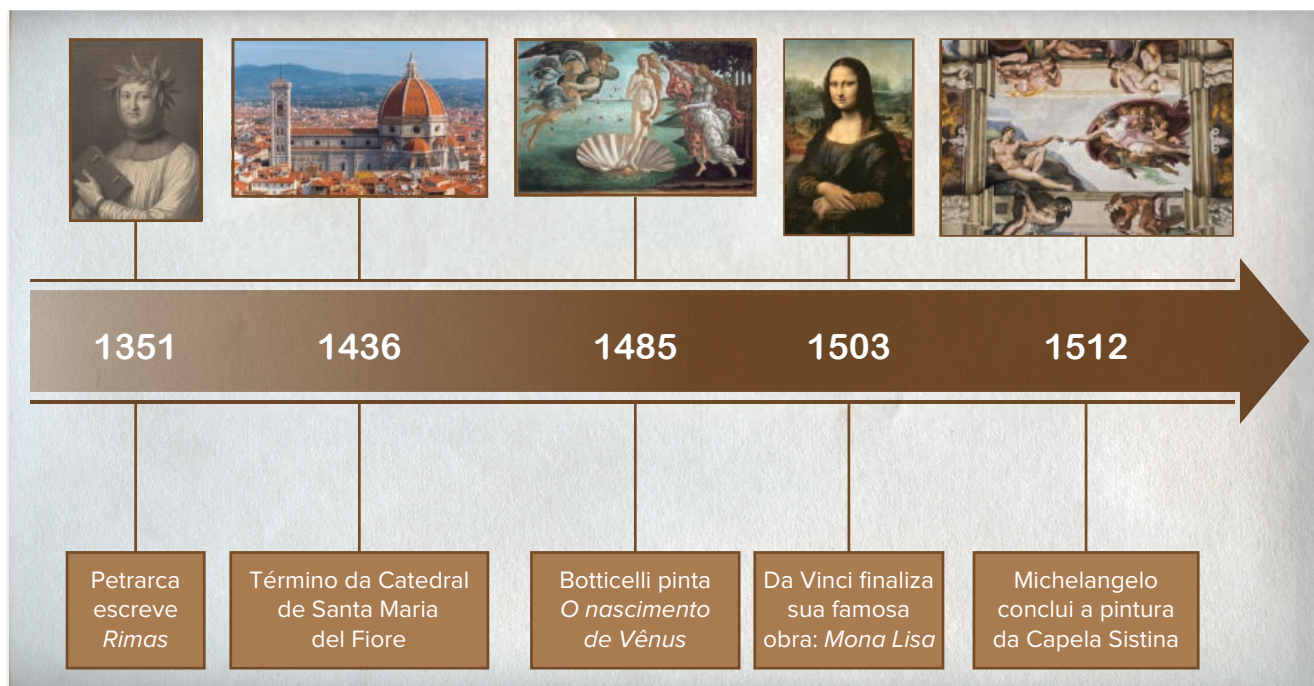 1351
1436
1485
1503
1512
Petrarca
escreve
Rimas
Término da Catedral
de Santa Maria
del Fiore
Botticelli pinta
O nascimento
de Vênus
Da Vinci finaliza
sua famosa
obra: Mona Lisa
Michelangelo
conclui a pintura
da Capela Sistina